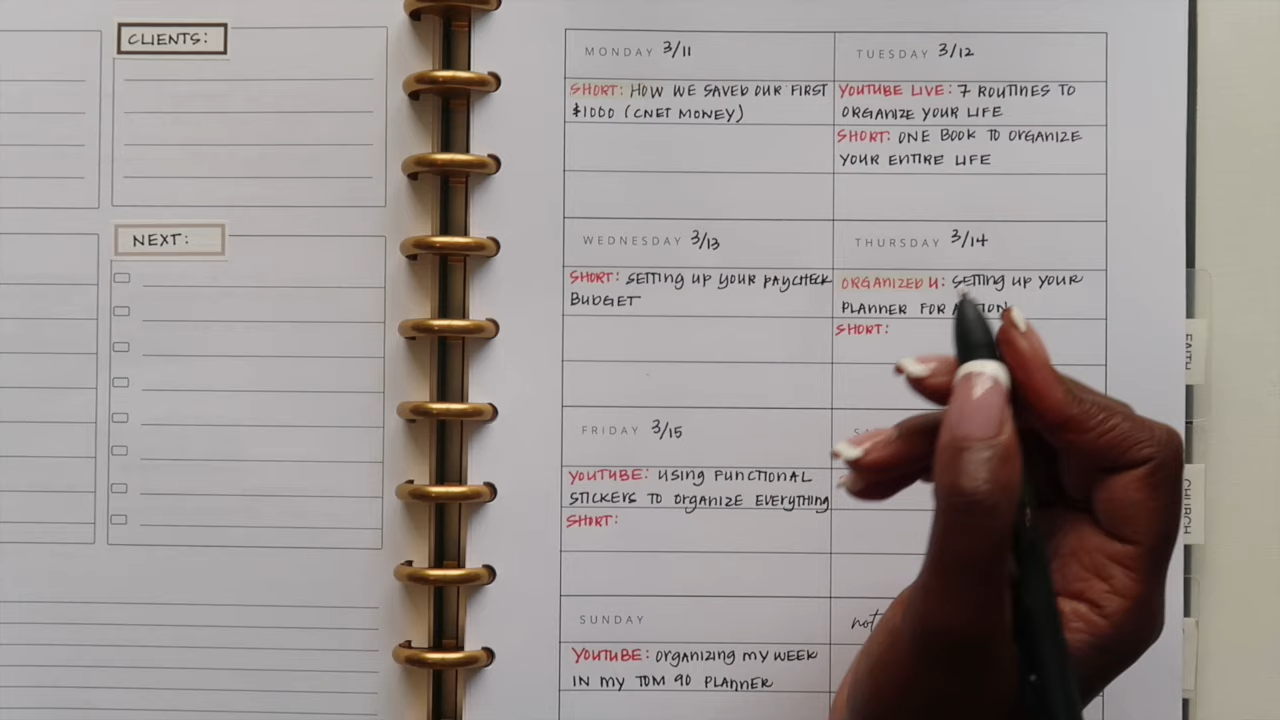 CLIENTS:
NEXT:
MONDAY 3/11
SHORT: HOW WE SAVED OUR FIRST
$1000 (CNET MONEY)
TUESDAY 3/12
YOUTUBE LIVE: 7 ROUTINES TO
ORGANIZE YOUR LIFE
SHORT: ONE BOOK TO ORGANIZE
YOUR ENTIRE LIFE
WEDNESDAY 3/13
SHORT: SETTING UP YOUR PAYCHECK
BUDGET
THURSDAY 3/14
ORGANIZED U: SETTING UP YOUR
PLANNER FOR ACTION
SHORT:
FRIDAY 3/15
YOUTUBE: USING FUNCTIONAL
STICKERS TO ORGANIZE EVERYTHING
SHORT:
SUNDAY
YOUTUBE: ORGANIZING MY WEEK
IN MY TOM 90 PLANNER
FAITH
CHURCH